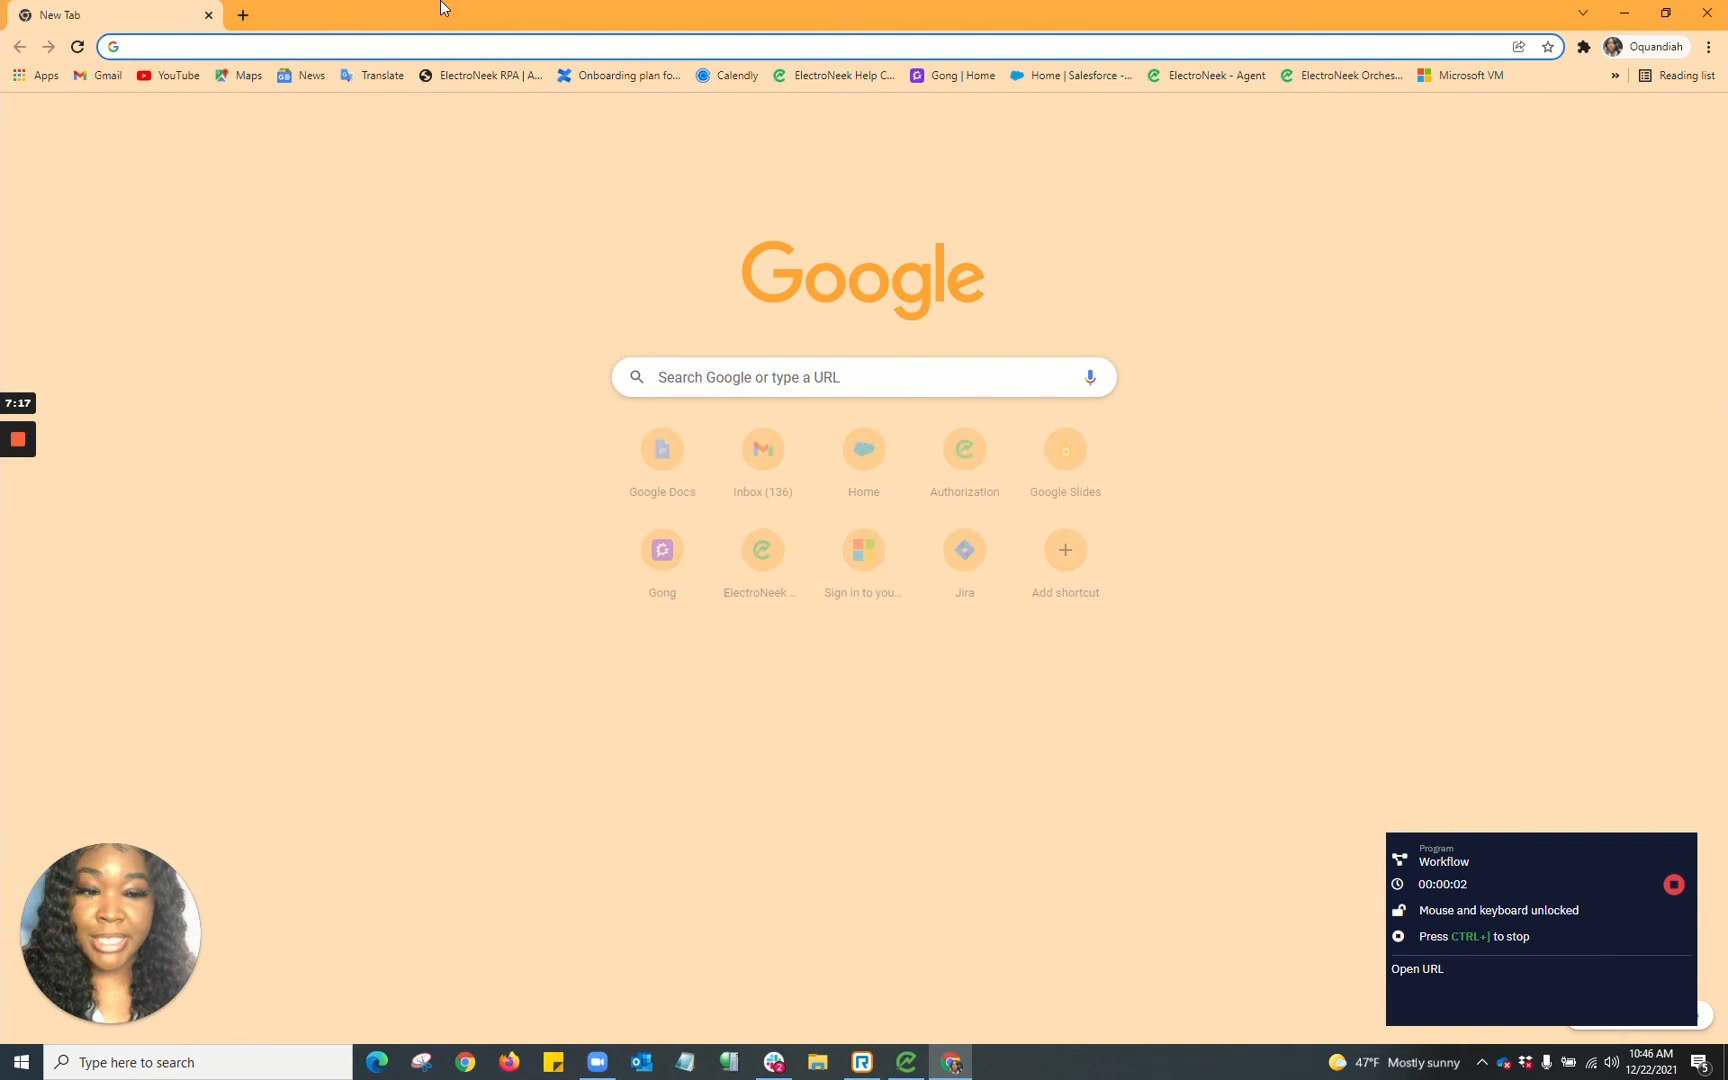 New Tab
Oquandiah
Apps
Gmail
YouTube
Maps
News
Translate
ElectroNeek RPA | A...
Onboarding plan fo...
Calendly
ElectroNeek Help C...
Gong | Home
Home | Salesforce -...
ElectroNeek - Agent
ElectroNeek Orches...
Microsoft VM
»
Reading list
Google
Search Google or type a URL
7:17
Google Docs
Inbox (136)
Home
Authorization
Google Slides
Gong
ElectroNeek ...
Sign in to you...
Jira
Add shortcut
Program
Workflow
00:00:02
Mouse and keyboard unlocked
Press CTRL+] to stop
Open URL
Type here to search
2
47°F Mostly sunny
10:46 AM
12/22/2021
5